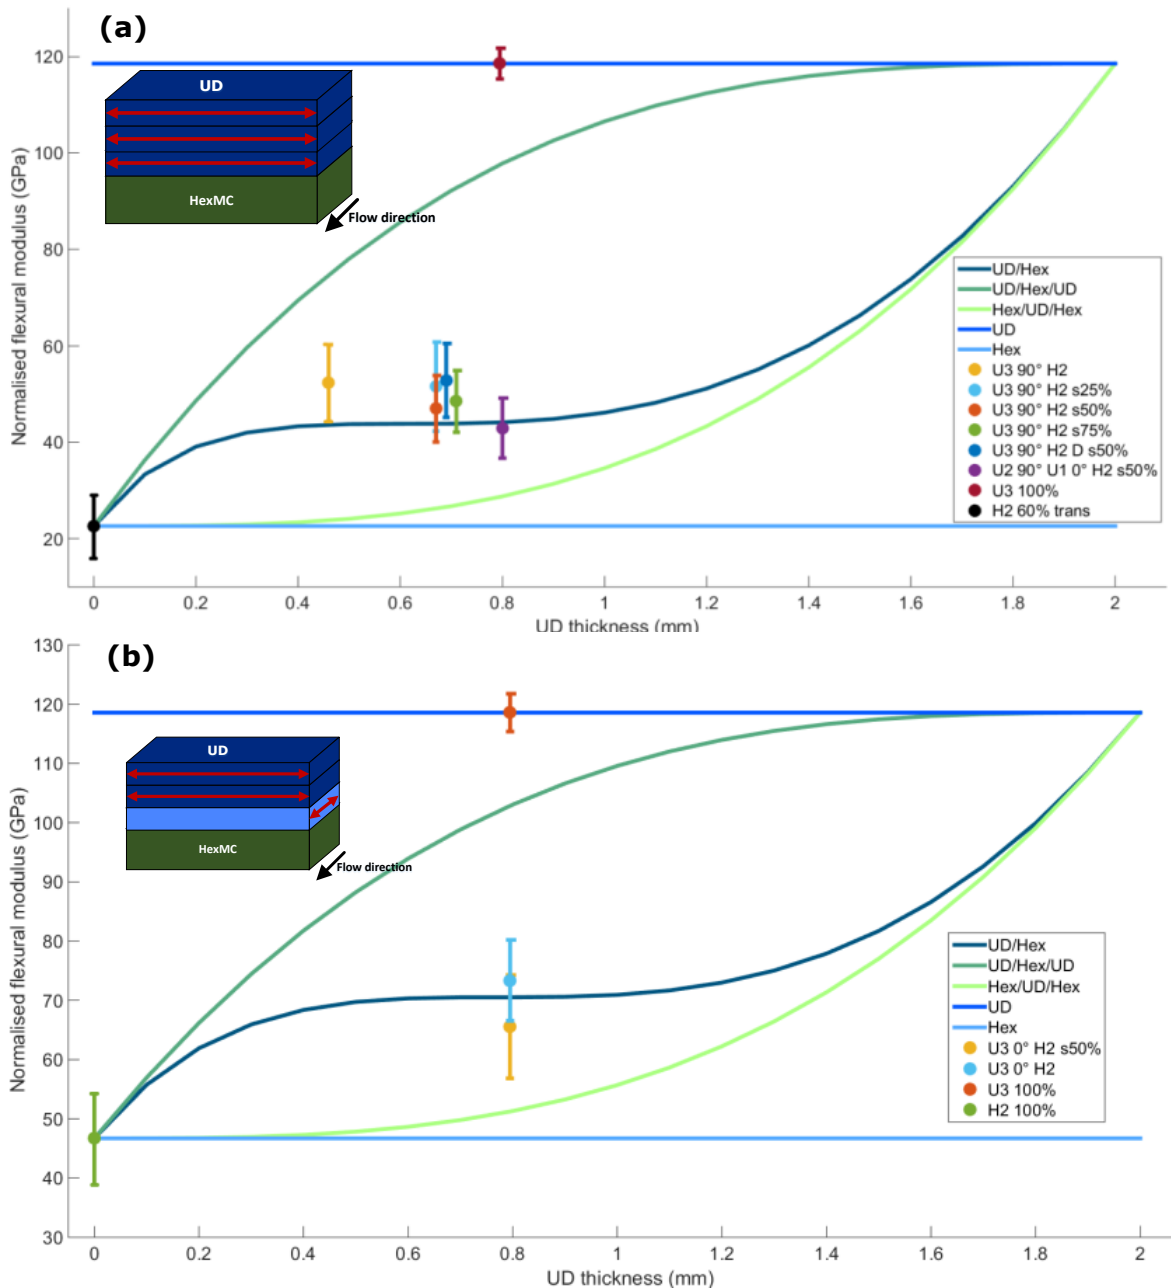 (a)
120
100
80
60
40
20
Normalised flexural modulus (GPa)
UD
HexMC
Flow direction
UD/Hex
UD/Hex/UD
Hex/UD/Hex
UD
Hex
U3 90° H2
U3 90° H2 s25%
U3 90° H2 s50%
U3 90° H2 s75%
U3 90° H2 D s50%
U2 90° U1 0° H2 s50%
U3 100%
H2 60% trans
0 0.2 0.4 0.6 0.8 1 1.2 1.4 1.6 1.8 2
UD thickness (mm)
(b)
130
120
110
100
90
80
70
60
50
40
30
Normalised flexural modulus (GPa)
UD
HexMC
Flow direction
UD/Hex
UD/Hex/UD
Hex/UD/Hex
UD
Hex
U3 0° H2 s50%
U3 0° H2
U3 100%
H2 100%
0 0.2 0.4 0.6 0.8 1 1.2 1.4 1.6 1.8 2
UD thickness (mm)